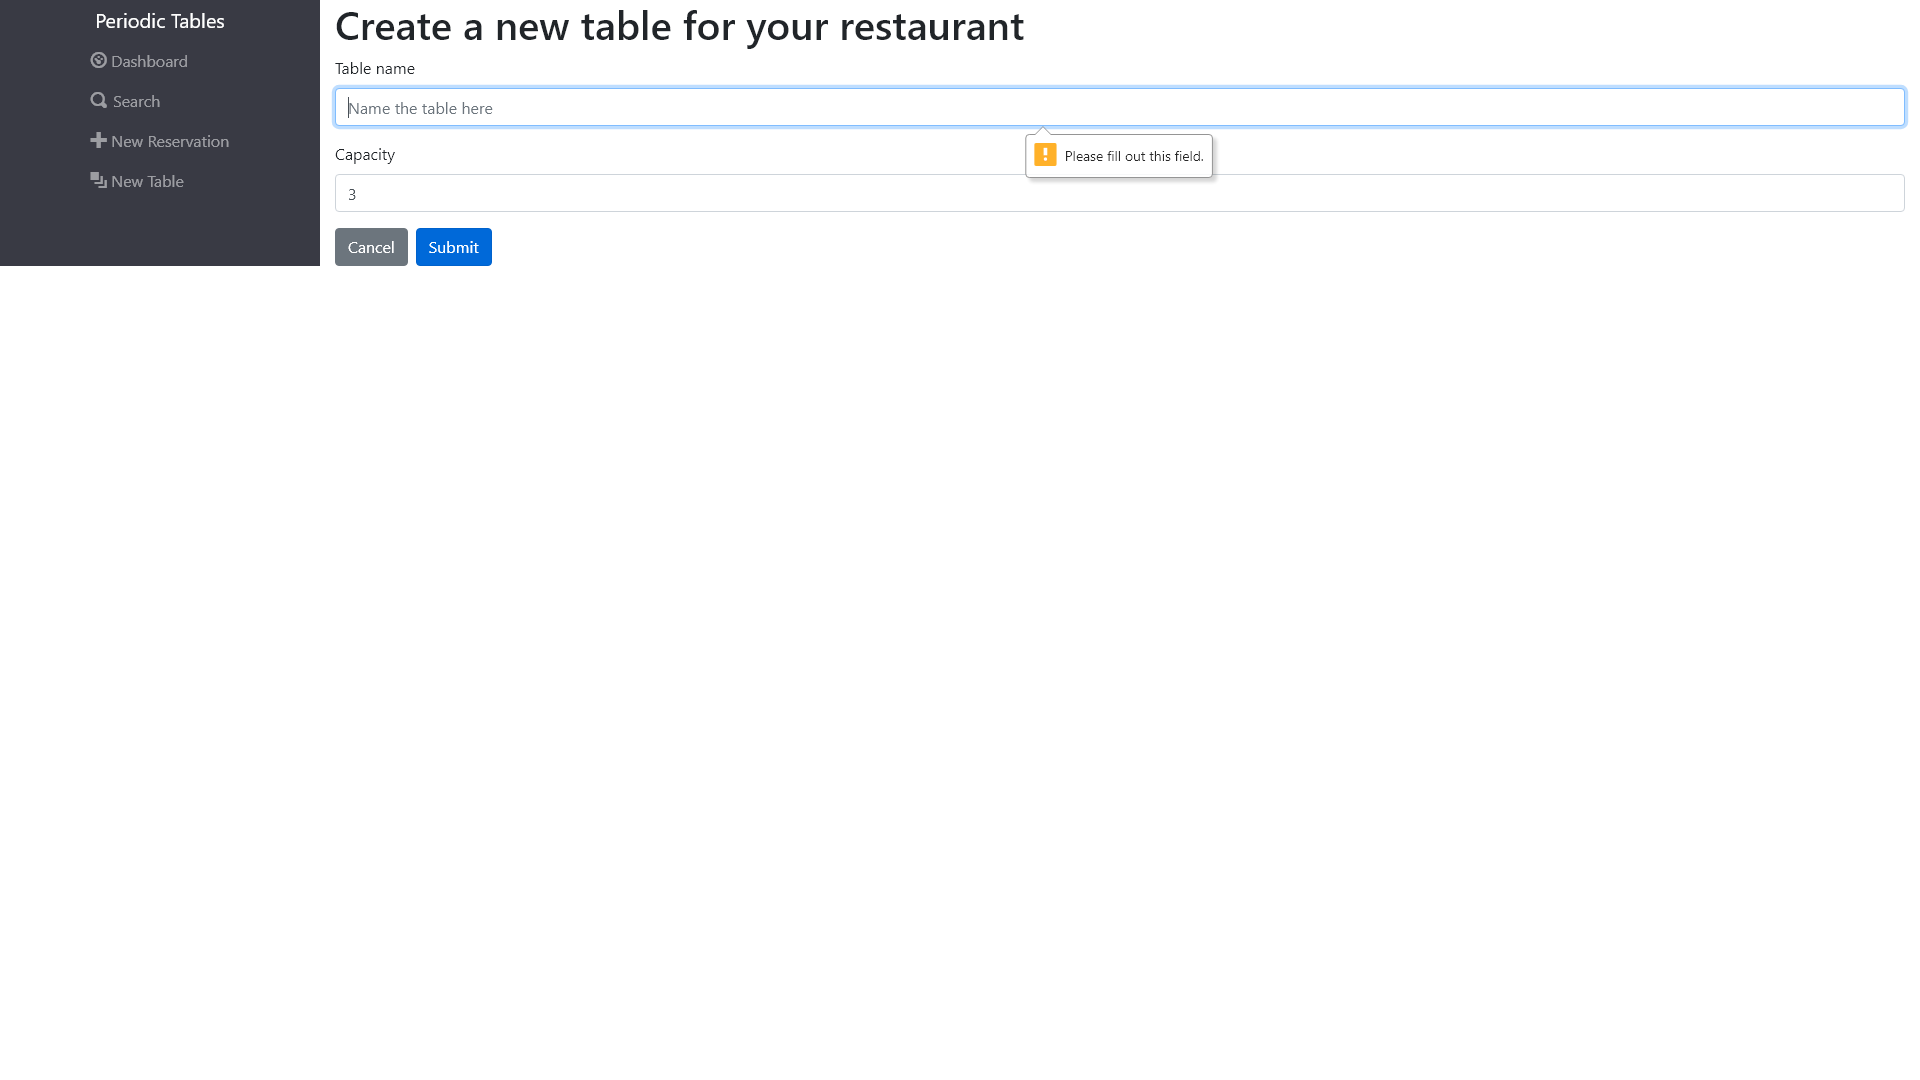 Periodic Tables
Dashboard
Search
New Reservation
New Table
Create a new table for your restaurant
Table name
Name the table here
Please fill out this field.
Capacity
3
Cancel
Submit